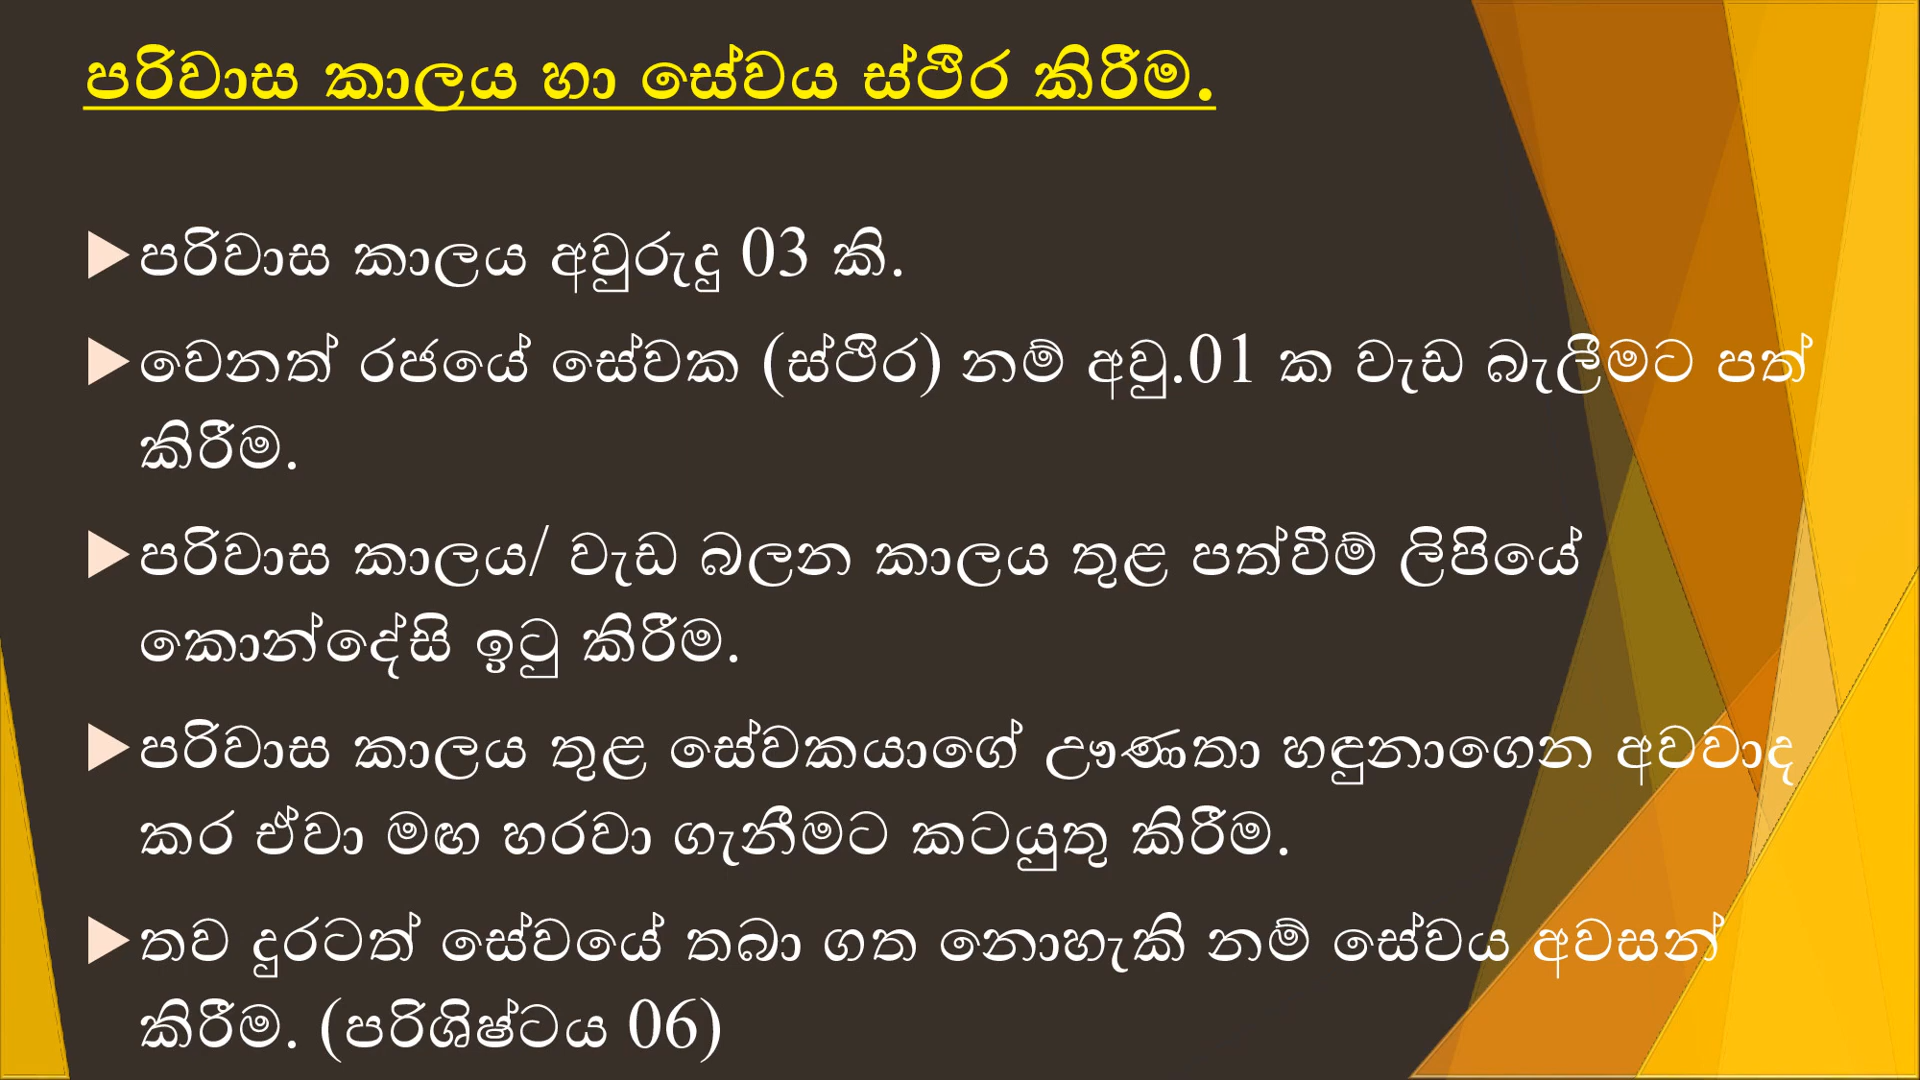 පරිවාස කාලය හා සේවය ස්ථිර කිරීම.
පරිවාස කාලය අවුරුදු 03 කි.
වෙනත් රජයේ සේවක (ස්ථිර) නම් අවු.01 ක වැඩ බැලීමට පත්
කිරීම.
පරිවාස කාලය/ වැඩ බලන කාලය තුළ පත්වීම් ලිපියේ
කොන්දේසි ඉටු කිරීම.
පරිවාස කාලය තුළ සේවකයාගේ ඌණතා හඳුනාගෙන අවවාද
කර ඒවා මඟ හරවා ගැනීමට කටයුතු කිරීම.
තව දුරටත් සේවයේ තබා ගත නොහැකි නම් සේවය අවසන්
කිරීම. (පරිශිෂ්ටය 06)